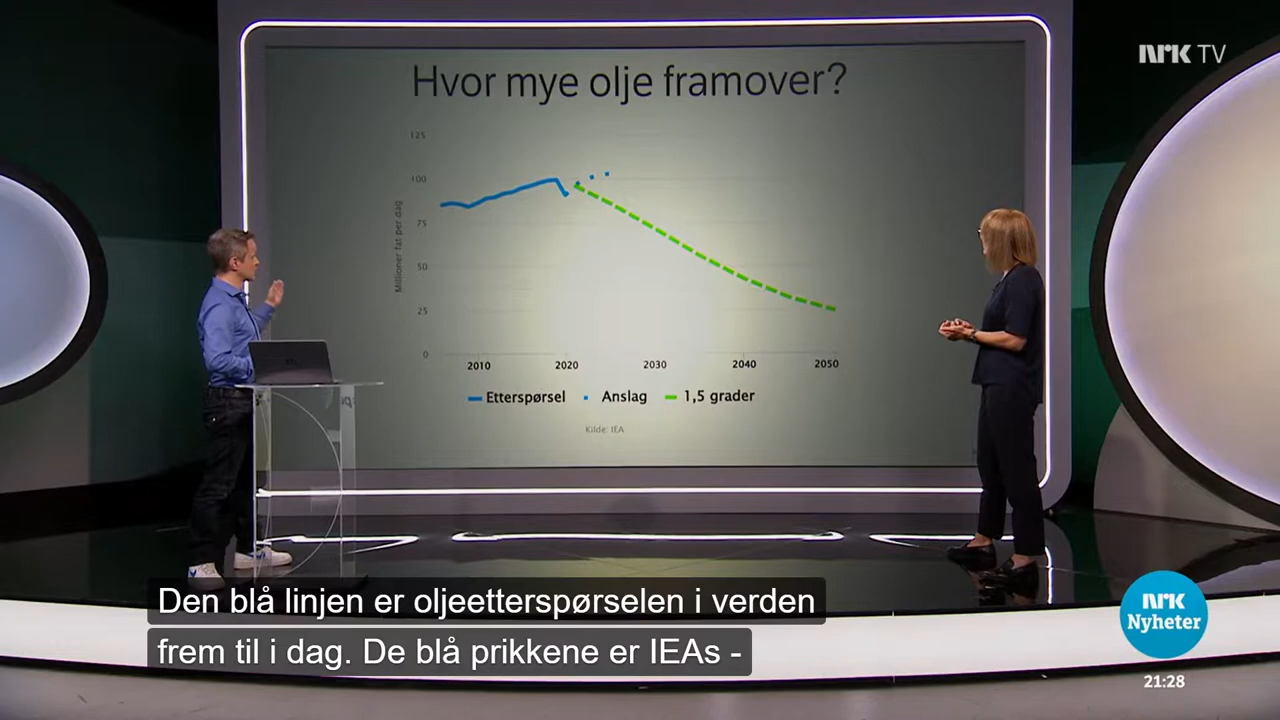 NRK TV
Hvor mye olje framover?
125
100
75
50
25
0
Millioner fat per dag
2010 2020 2030 2040 2050
Etterspørsel Anslag 1,5 grader
Kilde: IEA
Den blå linjen er oljeetterspørselen i verden
frem til i dag. De blå prikkene er IEAs -
NRK
Nyheter
21:28